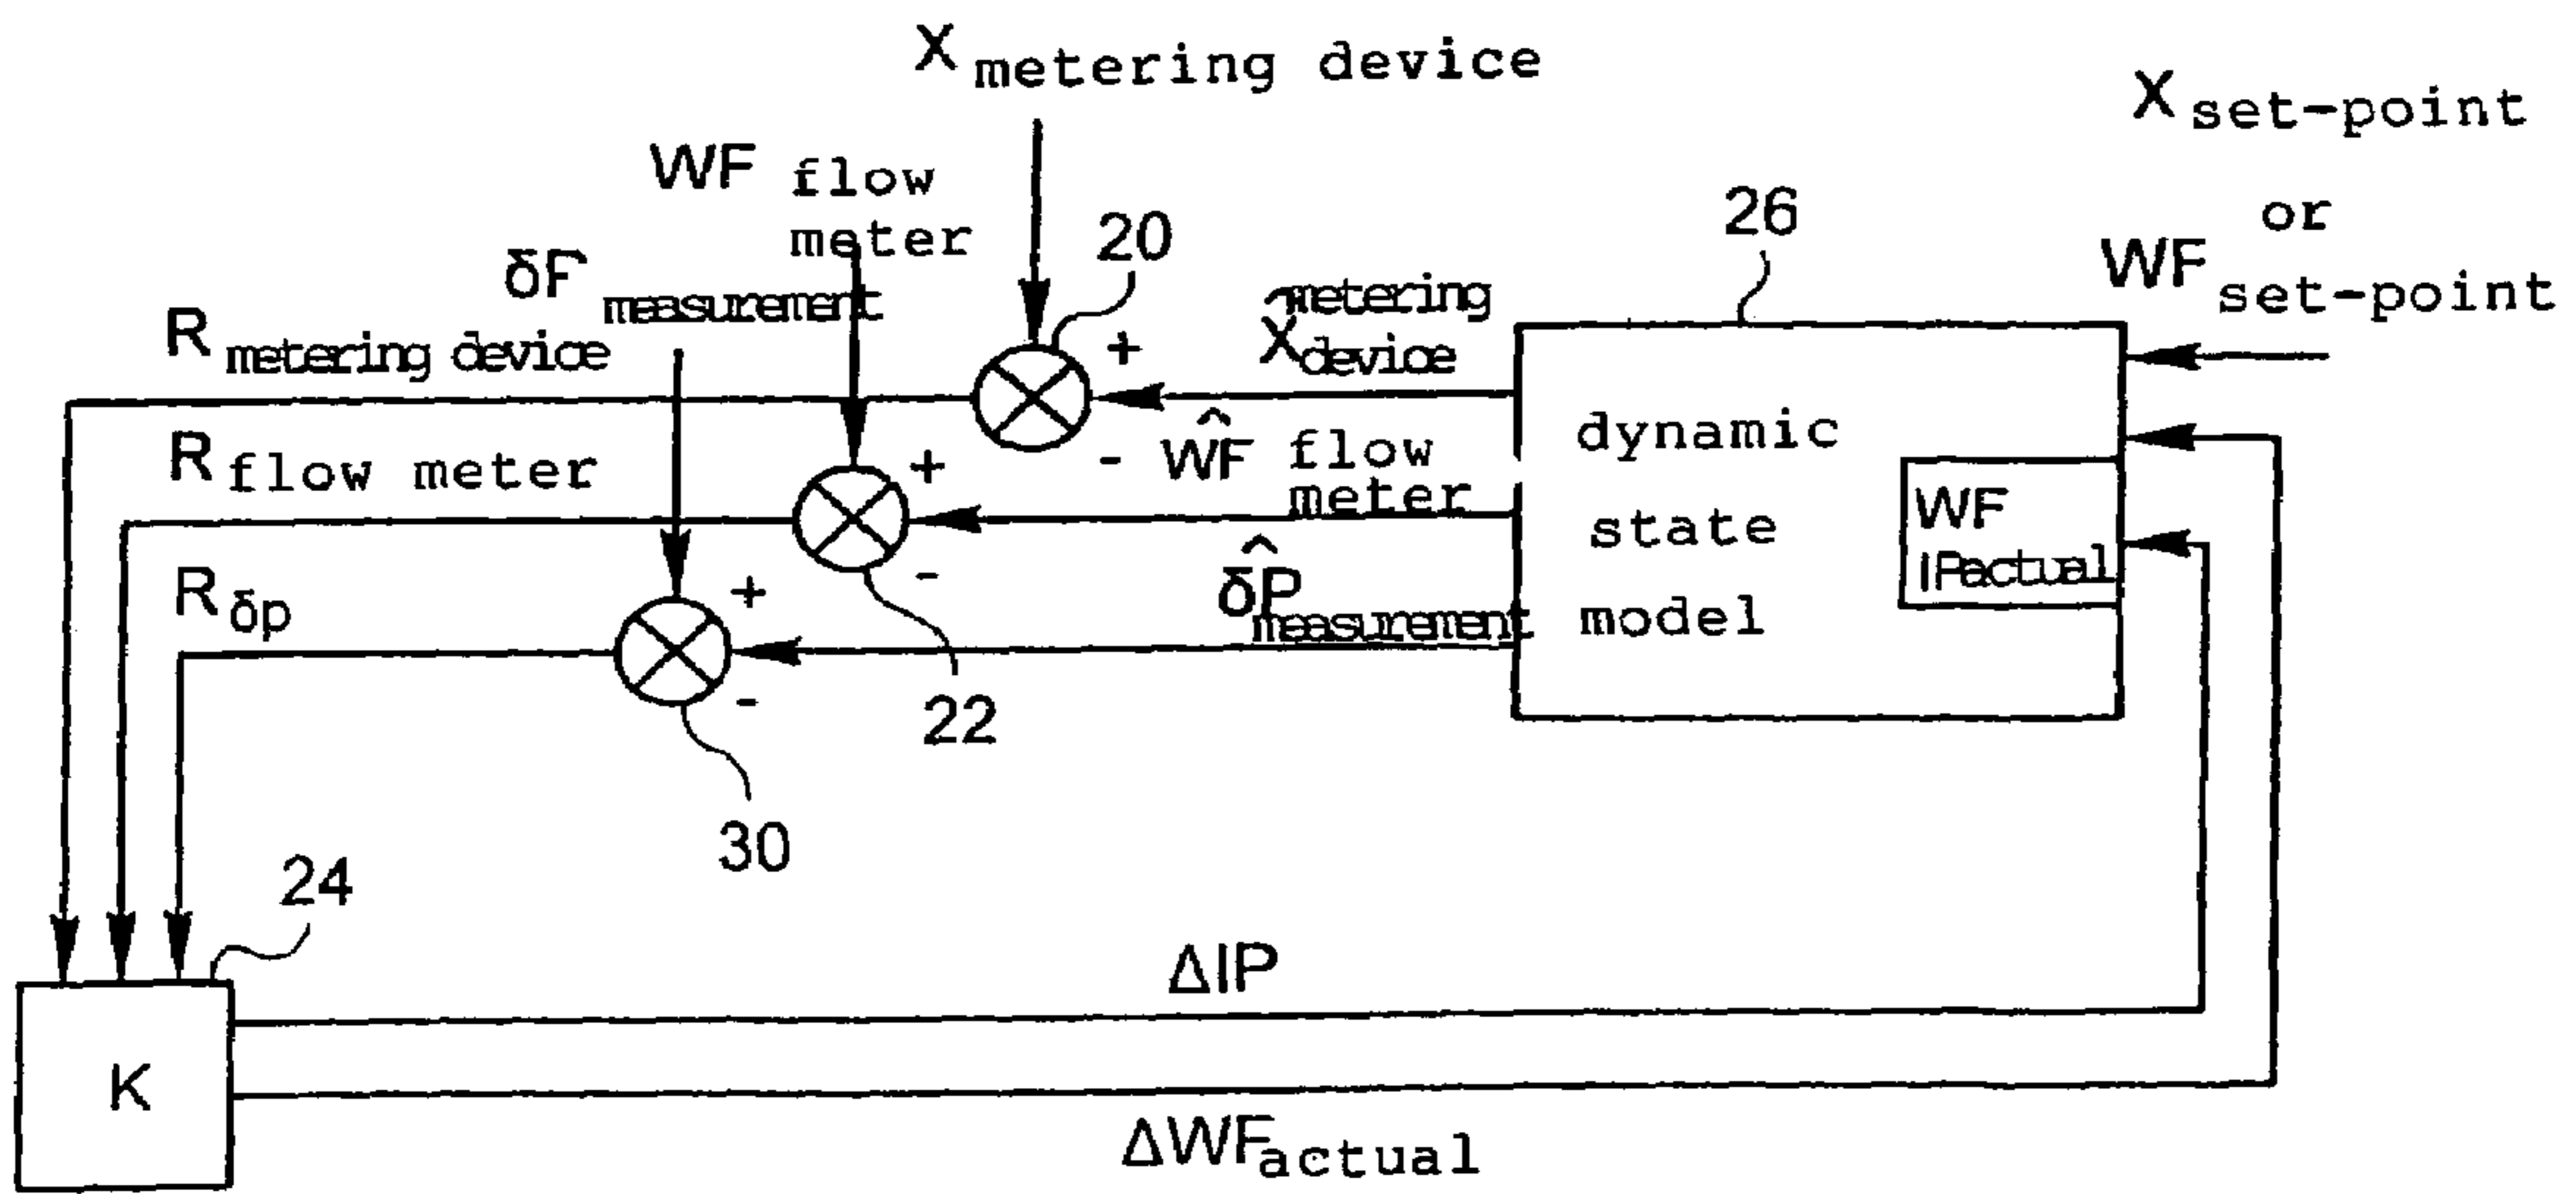 X metering device
X set-point
or
WF set-point
WF flow
meter
20
26
δF measurement
R metering device
+
-
X̂ metering
device
R flow meter
+
-
ŴF flow
meter
dynamic
state
model
WF
IPactual
R δp
+
-
δP̂ measurement
22
30
24
K
ΔIP
ΔWFactual